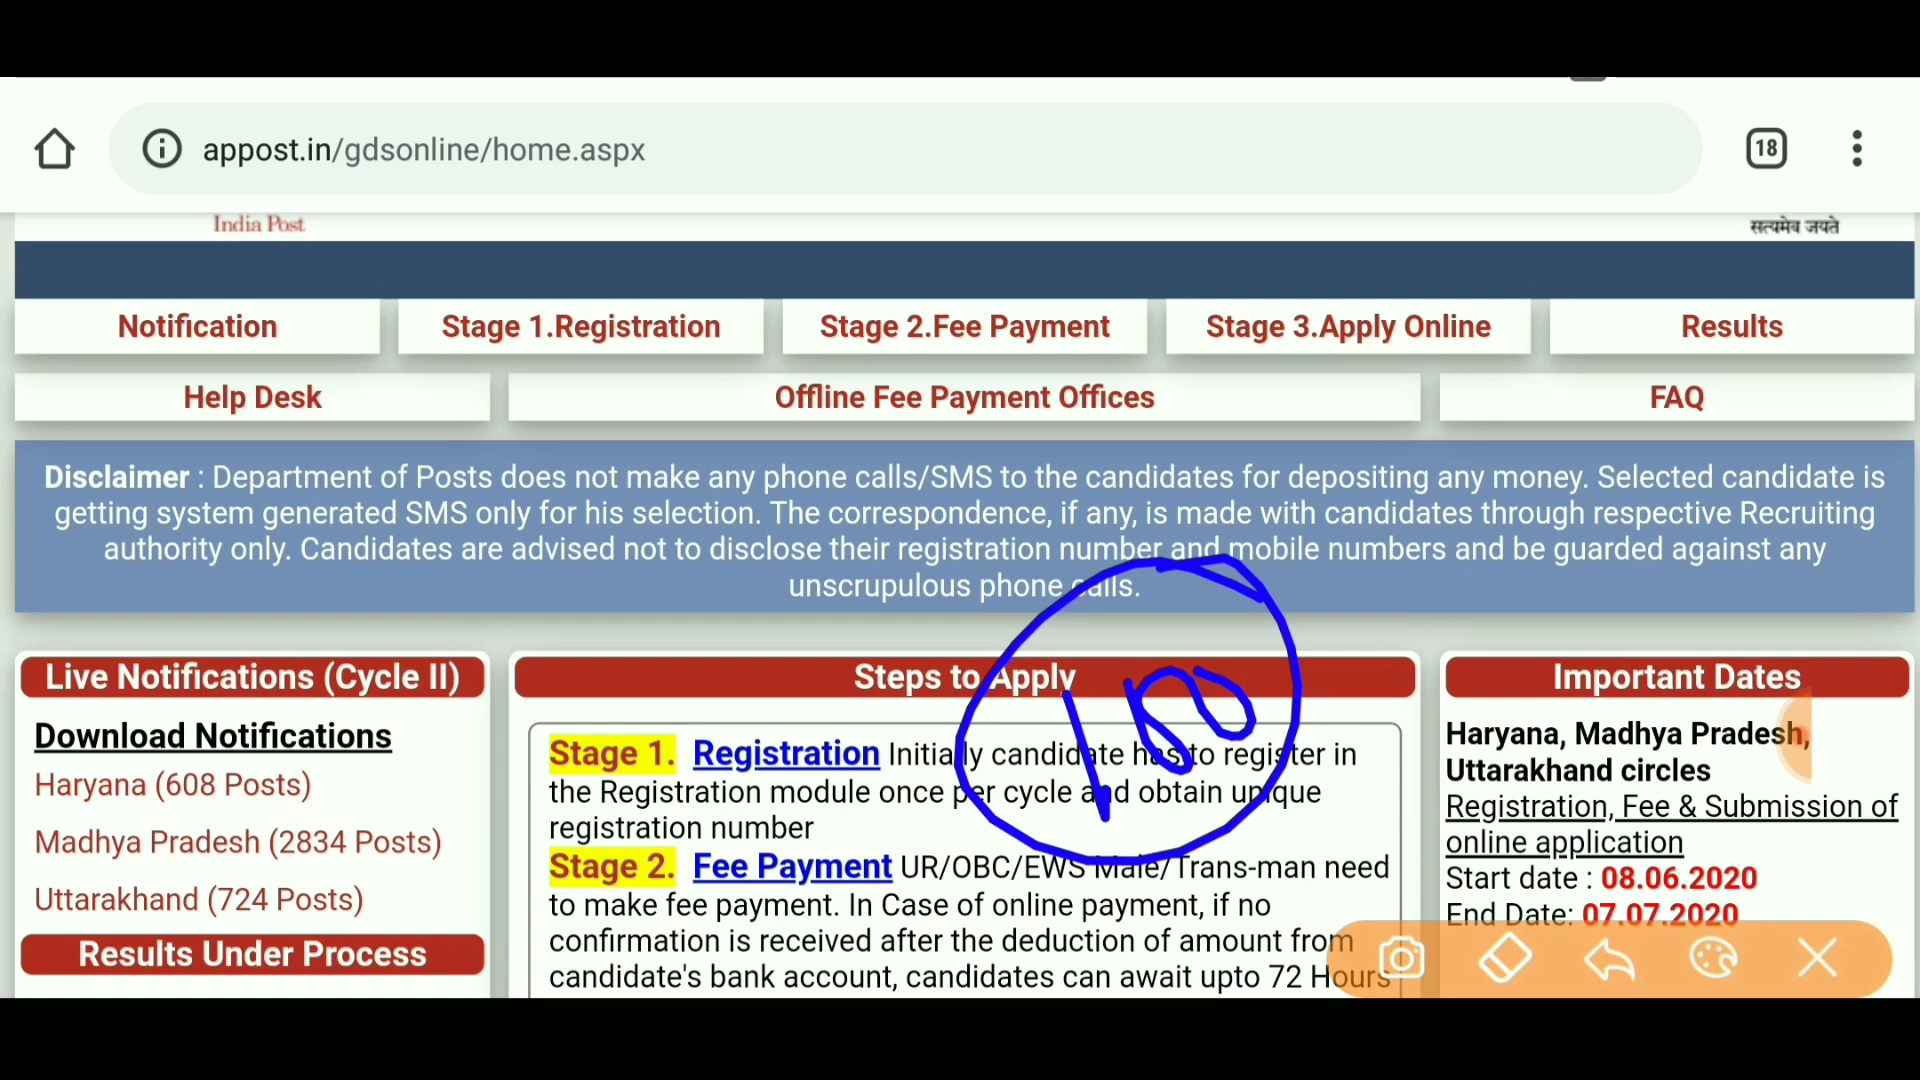 appost.in/gdsonline/home.aspx
18
India Post
सत्यमेव जयते
Notification
Stage 1.Registration
Stage 2.Fee Payment
Stage 3.Apply Online
Results
Help Desk
Offline Fee Payment Offices
FAQ
Disclaimer : Department of Posts does not make any phone calls/SMS to the candidates for depositing any money. Selected candidate is
getting system generated SMS only for his selection. The correspondence, if any, is made with candidates through respective Recruiting
authority only. Candidates are advised not to disclose their registration number and mobile numbers and be guarded against any
unscrupulous phone calls.
Live Notifications (Cycle II)
Download Notifications
Haryana (608 Posts)
Madhya Pradesh (2834 Posts)
Uttarakhand (724 Posts)
Results Under Process
Steps to Apply
100
Stage 1. Registration Initially candidate has to register in
the Registration module once per cycle and obtain unique
registration number
Stage 2. Fee Payment UR/OBC/EWS Male/Trans-man need
to make fee payment. In Case of online payment, if no
confirmation is received after the deduction of amount from
candidate's bank account, candidates can await upto 72 Hours
Important Dates
Haryana, Madhya Pradesh,
Uttarakhand circles
Registration, Fee & Submission of
online application
Start date : 08.06.2020
End Date: 07.07.2020